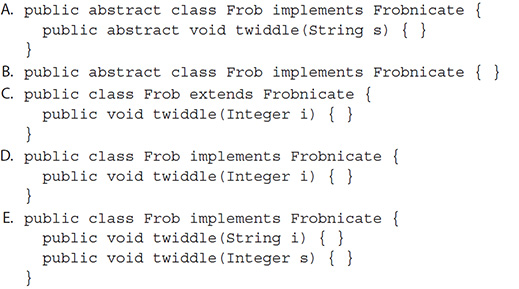 A. public abstract class Frob implements Frobnicate {
public abstract void twiddle(String s) { }
}
B. public abstract class Frob implements Frobnicate { }
C. public class Frob extends Frobnicate {
public void twiddle(Integer i) { }
}
D. public class Frob implements Frobnicate {
public void twiddle(Integer i) { }
}
E. public class Frob implements Frobnicate {
public void twiddle(String i) { }
public void twiddle(Integer s) { }
}